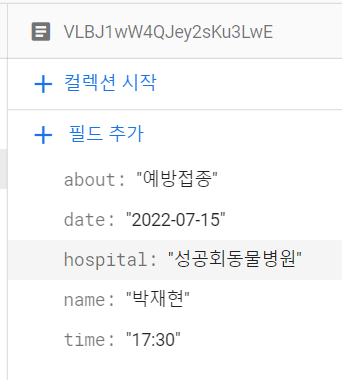 VLBJ1wW4QJey2sKu3LwE
+ 컬렉션 시작
+ 필드 추가
about: "예방접종"
date: "2022-07-15"
hospital: "성공회동물병원"
name: "박재현"
time: "17:30"